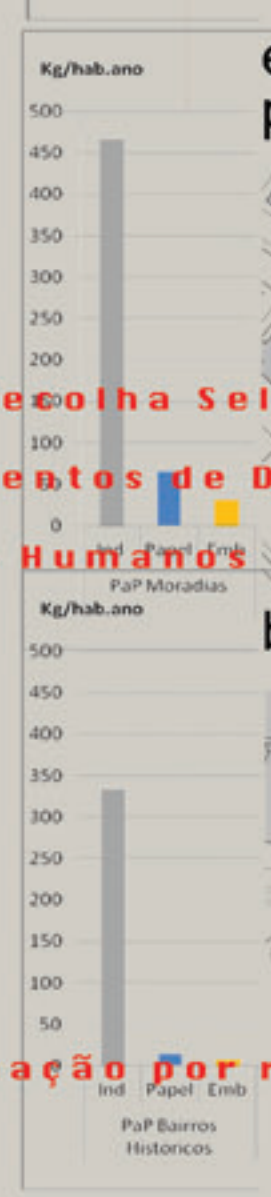 Kg/hab.ano
500
450
400
350
300
250
200
ecolha Sel
100
entos de D
0
Ind Papel Emb
Humanos
PaP Moradias
Kg/hab.ano
500
450
400
350
300
250
200
150
100
50
ação por
Ind Papel Emb
PaP Bairros
Historicos